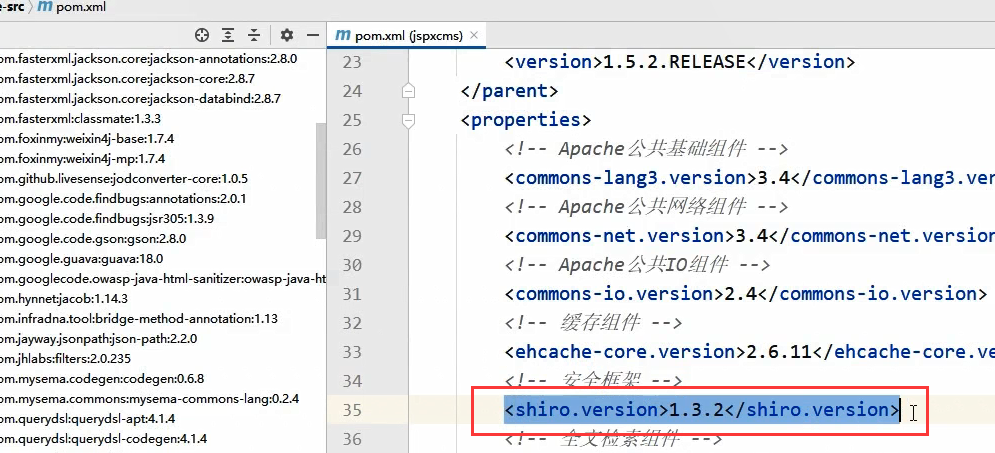 e-src 〉 m pom.xml
om.fasterxml.jackson.core:jackson-annotations:2.8.0
om.fasterxml.jackson.core:jackson-core:2.8.7
om.fasterxml.jackson.core:jackson-databind:2.8.7
om.fasterxml:classmate:1.3.3
om.foxinmy:weixin4j-base:1.7.4
om.foxinmy:weixin4j-mp:1.7.4
om.github.livesense:jodconverter-core:1.0.5
om.google.code.findbugs:annotations:2.0.1
om.google.code.findbugs:jsr305:1.3.9
om.google.code.gson:gson:2.8.0
om.google.guava:guava:18.0
om.googlecode.owasp-java-html-sanitizer:owasp-java-ht
om.hynnet:jacob:1.14.3
om.infradna.tool:bridge-method-annotation:1.13
om.jayway.jsonpath:json-path:2.2.0
om.jhlabs:filters:2.0.235
om.mysema.codegen:codegen:0.6.8
om.mysema.commons:mysema-commons-lang:0.2.4
om.querydsl:querydsl-apt:4.1.4
om.querydsl:querydsl-codegen:4.1.4
m pom.xml (jspxcms) ×
23 <version>1.5.2.RELEASE</version>
24 </parent>
25 <properties>
26 <!-- Apache公共基础组件 -->
27 <commons-lang3.version>3.4</commons-lang3.ver
28 <!-- Apache公共网络组件 -->
29 <commons-net.version>3.4</commons-net.version
30 <!-- Apache公共IO组件 -->
31 <commons-io.version>2.4</commons-io.version>
32 <!-- 缓存组件 -->
33 <ehcache-core.version>2.6.11</ehcache-core.ve
34 <!-- 安全框架 -->
35 <shiro.version>1.3.2</shiro.version>
36 <!-- 全文检索组件 -->